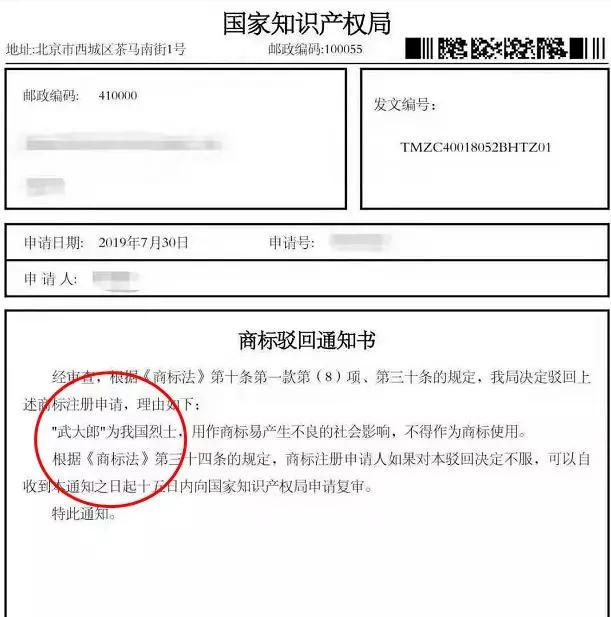 国家知识产权局
地址:北京市西城区茶马南街1号 邮政编码:100055
邮政编码: 410000
发文编号:
TMZC40018052BHTZ01
申请日期: 2019年7月30日 申请号:
申 请 人:
商标驳回通知书
经审查,根据《商标法》第十条第一款第(8)项、第三十条的规定,我局决定驳回上
述商标注册申请,理由如下:
"武大郎"为我国烈士,用作商标易产生不良的社会影响,不得作为商标使用。
根据《商标法》第三十四条的规定,商标注册申请人如果对本驳回决定不服,可以自
收到本通知之日起十五日内向国家知识产权局申请复审。
特此通知。